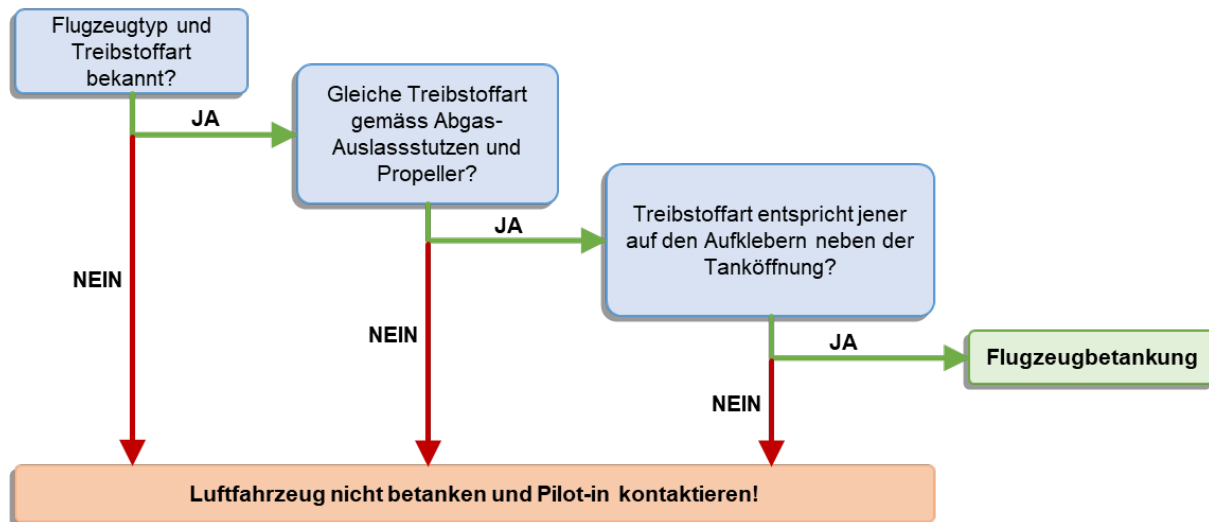 Flugzeugtyp und
Treibstoffart
bekannt?
JA
Gleiche Treibstoffart
gemäss Abgas-
Auslassstutzen und
Propeller?
JA
Treibstoffart entspricht jener
auf den Aufklebern neben der
Tanköffnung?
NEIN
NEIN
JA
Flugzeugbetankung
NEIN
Luftfahrzeug nicht betanken und Pilot-in kontaktieren!